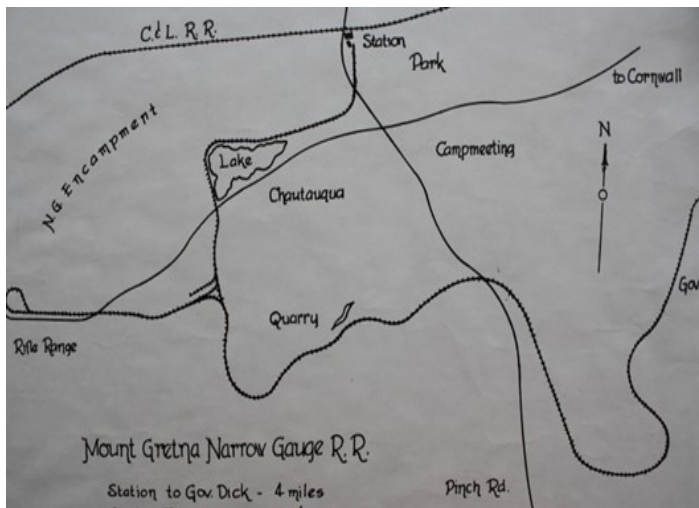 C.&L. R.R.
Station
Park
to Cornwall
N.G. Encampment
Lake
Campmeeting
N
Chautauqua
Gov
Quarry
Rifle Range
Mount Gretna Narrow Gauge R.R.
Station to Gov. Dick - 4 miles
Pinch Rd.